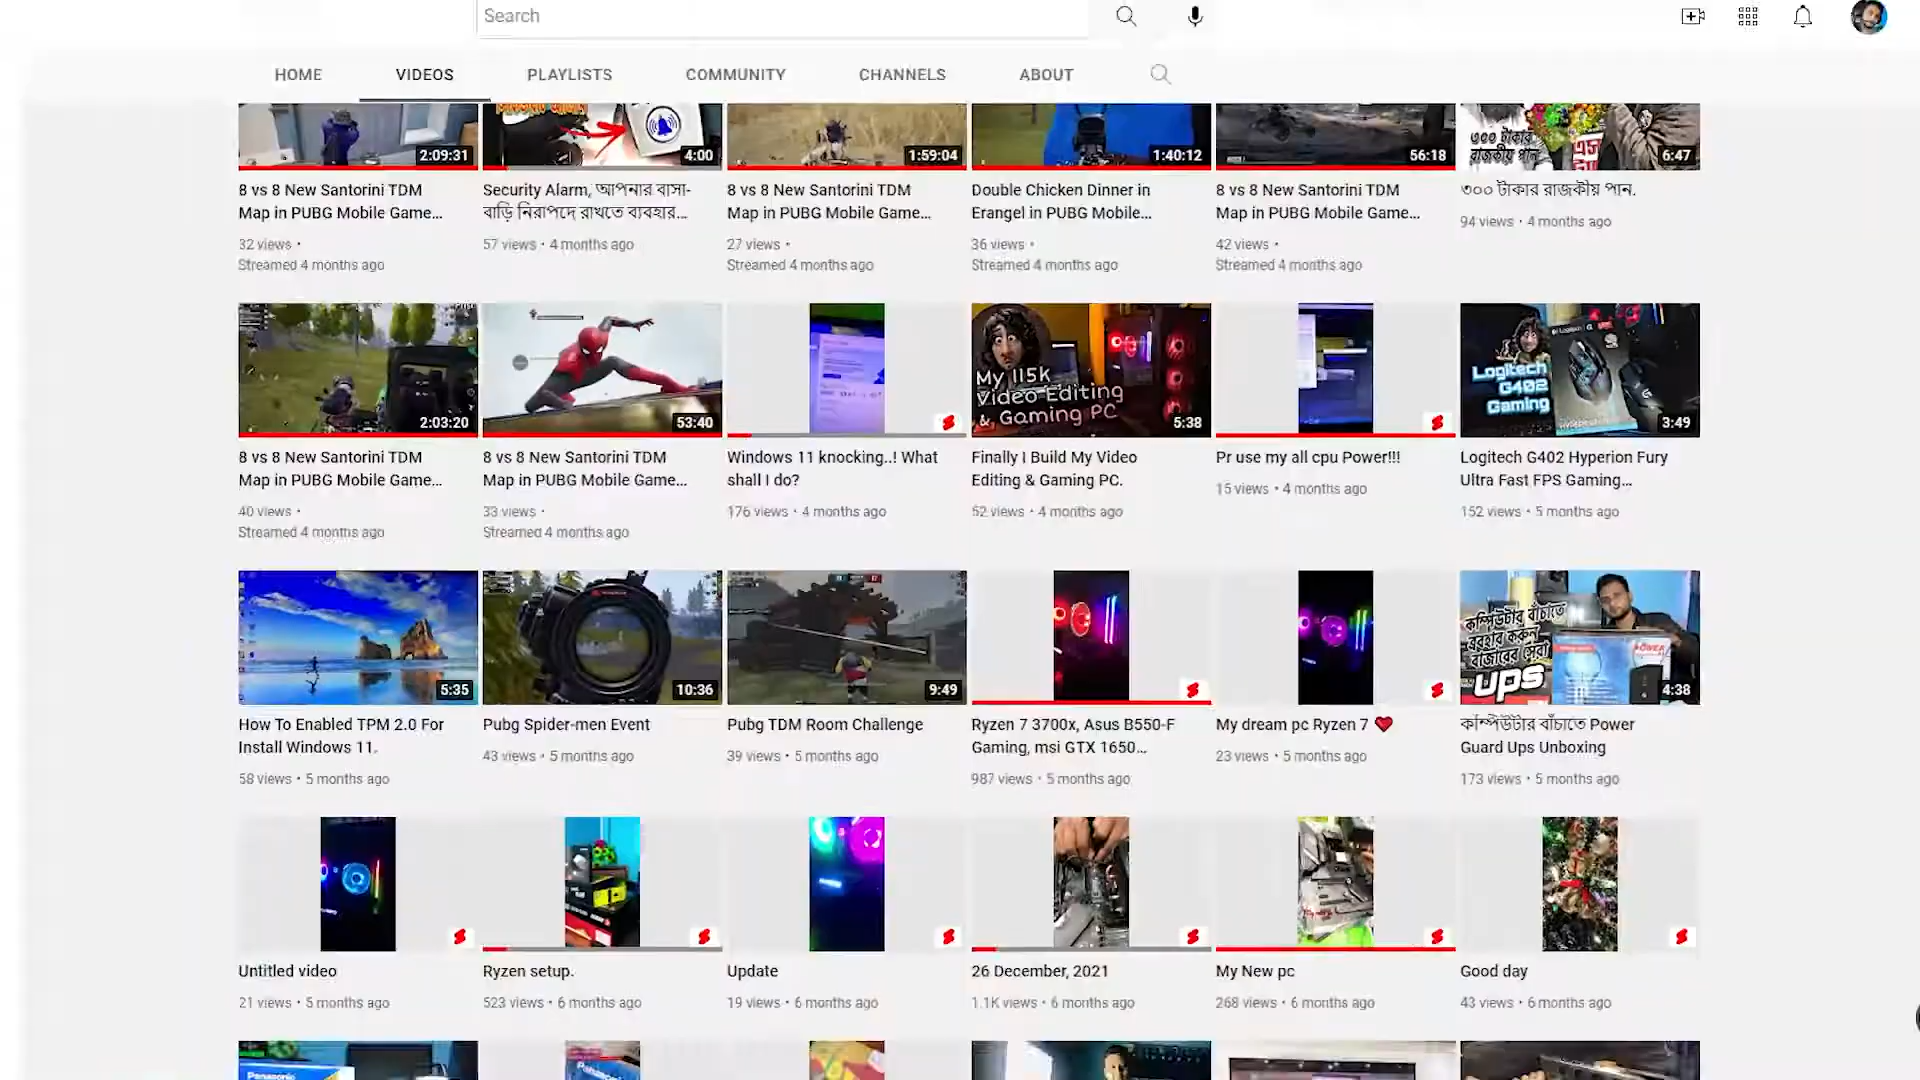 Search
HOME VIDEOS PLAYLISTS COMMUNITY CHANNELS ABOUT
2:09:31 4:00 1:59:04 1:40:12 56:18 6:47
৩০০ টাকার
রাজকীয় পান
8 vs 8 New Santorini TDM
Map in PUBG Mobile Game...
32 views •
Streamed 4 months ago
Security Alarm, আপনার বাসা-
বাড়ি নিরাপদে রাখতে ব্যবহার...
57 views • 4 months ago
8 vs 8 New Santorini TDM
Map in PUBG Mobile Game...
27 views •
Streamed 4 months ago
Double Chicken Dinner in
Erangel in PUBG Mobile...
36 views •
Streamed 4 months ago
8 vs 8 New Santorini TDM
Map in PUBG Mobile Game...
42 views •
Streamed 4 months ago
৩০০ টাকার রাজকীয় পান.
94 views • 4 months ago
2:03:20
8 vs 8 New Santorini TDM
Map in PUBG Mobile Game...
40 views •
Streamed 4 months ago
53:40
8 vs 8 New Santorini TDM
Map in PUBG Mobile Game...
33 views •
Streamed 4 months ago
Windows 11 knocking..! What
shall I do?
176 views • 4 months ago
My 115k
Video Editing
& Gaming PC
5:38
Finally I Build My Video
Editing & Gaming PC.
52 views • 4 months ago
Pr use my all cpu Power!!!
15 views • 4 months ago
Logitech
G402
Gaming
3:49
Logitech G402 Hyperion Fury
Ultra Fast FPS Gaming...
152 views • 5 months ago
5:35
How To Enabled TPM 2.0 For
Install Windows 11.
58 views • 5 months ago
10:36
Pubg Spider-men Event
43 views • 5 months ago
9:49
Pubg TDM Room Challenge
39 views • 5 months ago
Ryzen 7 3700x, Asus B550-F
Gaming, msi GTX 1650...
987 views • 5 months ago
My dream pc Ryzen 7 ❤
23 views • 5 months ago
কম্পিউটার বাঁচাতে
ব্যবহার করুন
বাজারের সেরা
UPS
POWER
4:38
কম্পিউটার বাঁচাতে Power
Guard Ups Unboxing
173 views • 5 months ago
Untitled video
21 views • 5 months ago
Ryzen setup.
523 views • 6 months ago
Update
19 views • 6 months ago
26 December, 2021
1.1K views • 6 months ago
My New pc
268 views • 6 months ago
Good day
43 views • 6 months ago
Panasonic